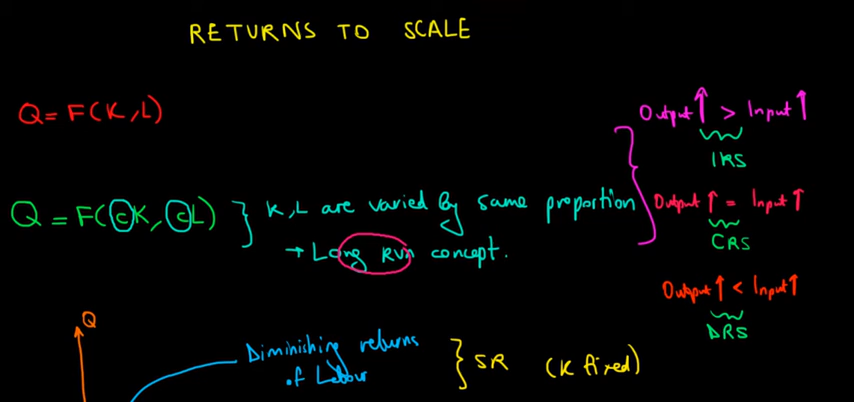 RETURNS TO SCALE
Q = F(K, L)
Output ↑ > Input ↑
IRS
Q = F(cK, cL) } K, L are varied by same proportion
→ Long Run concept.
Output ↑ = Input ↑
CRS
Output ↑ < Input ↑
DRS
Q
Diminishing returns
of Labour
} SR (K fixed)